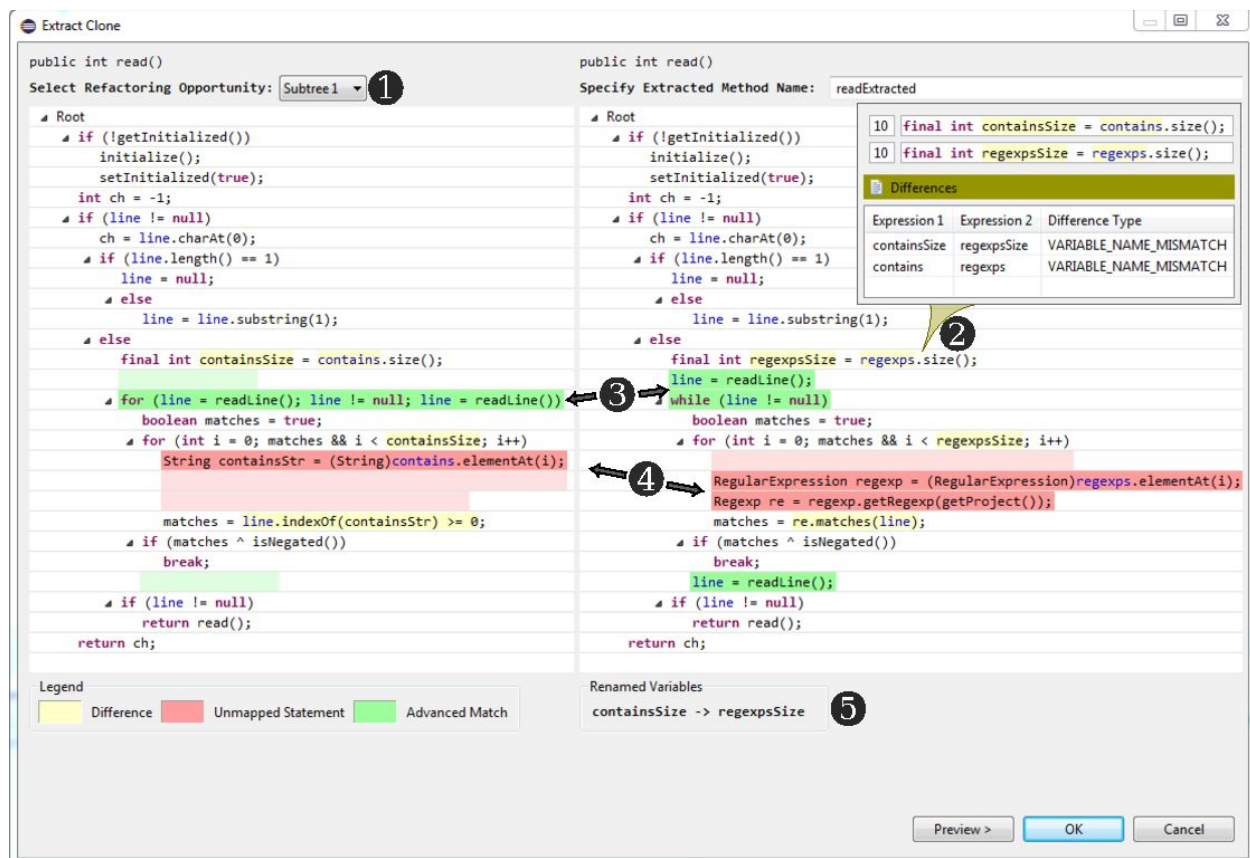 Extract Clone
public int read()
Select Refactoring Opportunity: Subtree1 1
Root
if (!getInitialized())
initialize();
setInitialized(true);
int ch = -1;
if (line != null)
ch = line.charAt(0);
if (line.length() == 1)
line = null;
else
line = line.substring(1);
else
final int containsSize = contains.size();
for (line = readLine(); line != null; line = readLine())
boolean matches = true;
for (int i = 0; matches && i < containsSize; i++)
String containsStr = (String)contains.elementAt(i);
matches = line.indexOf(containsStr) >= 0;
if (matches ^ isNegated())
break;
if (line != null)
return read();
return ch;
3
4
public int read()
Specify Extracted Method Name: readExtracted
Root
if (!getInitialized())
initialize();
setInitialized(true);
int ch = -1;
if (line != null)
ch = line.charAt(0);
if (line.length() == 1)
line = null;
else
line = line.substring(1);
else
final int regexpsSize = regexps.size();
line = readLine();
while (line != null)
boolean matches = true;
for (int i = 0; matches && i < regexpsSize; i++)
RegularExpression regexp = (RegularExpression)regexps.elementAt(i);
Regexp re = regexp.getRegexp(getProject());
matches = re.matches(line);
if (matches ^ isNegated())
break;
line = readLine();
if (line != null)
return read();
return ch;
10 final int containsSize = contains.size();
10 final int regexpsSize = regexps.size();
Differences
Expression 1 Expression 2 Difference Type
containsSize regexpsSize VARIABLE_NAME_MISMATCH
contains regexps VARIABLE_NAME_MISMATCH
2
Legend
Difference Unmapped Statement Advanced Match
Renamed Variables
containsSize -> regexpsSize 5
Preview > OK Cancel